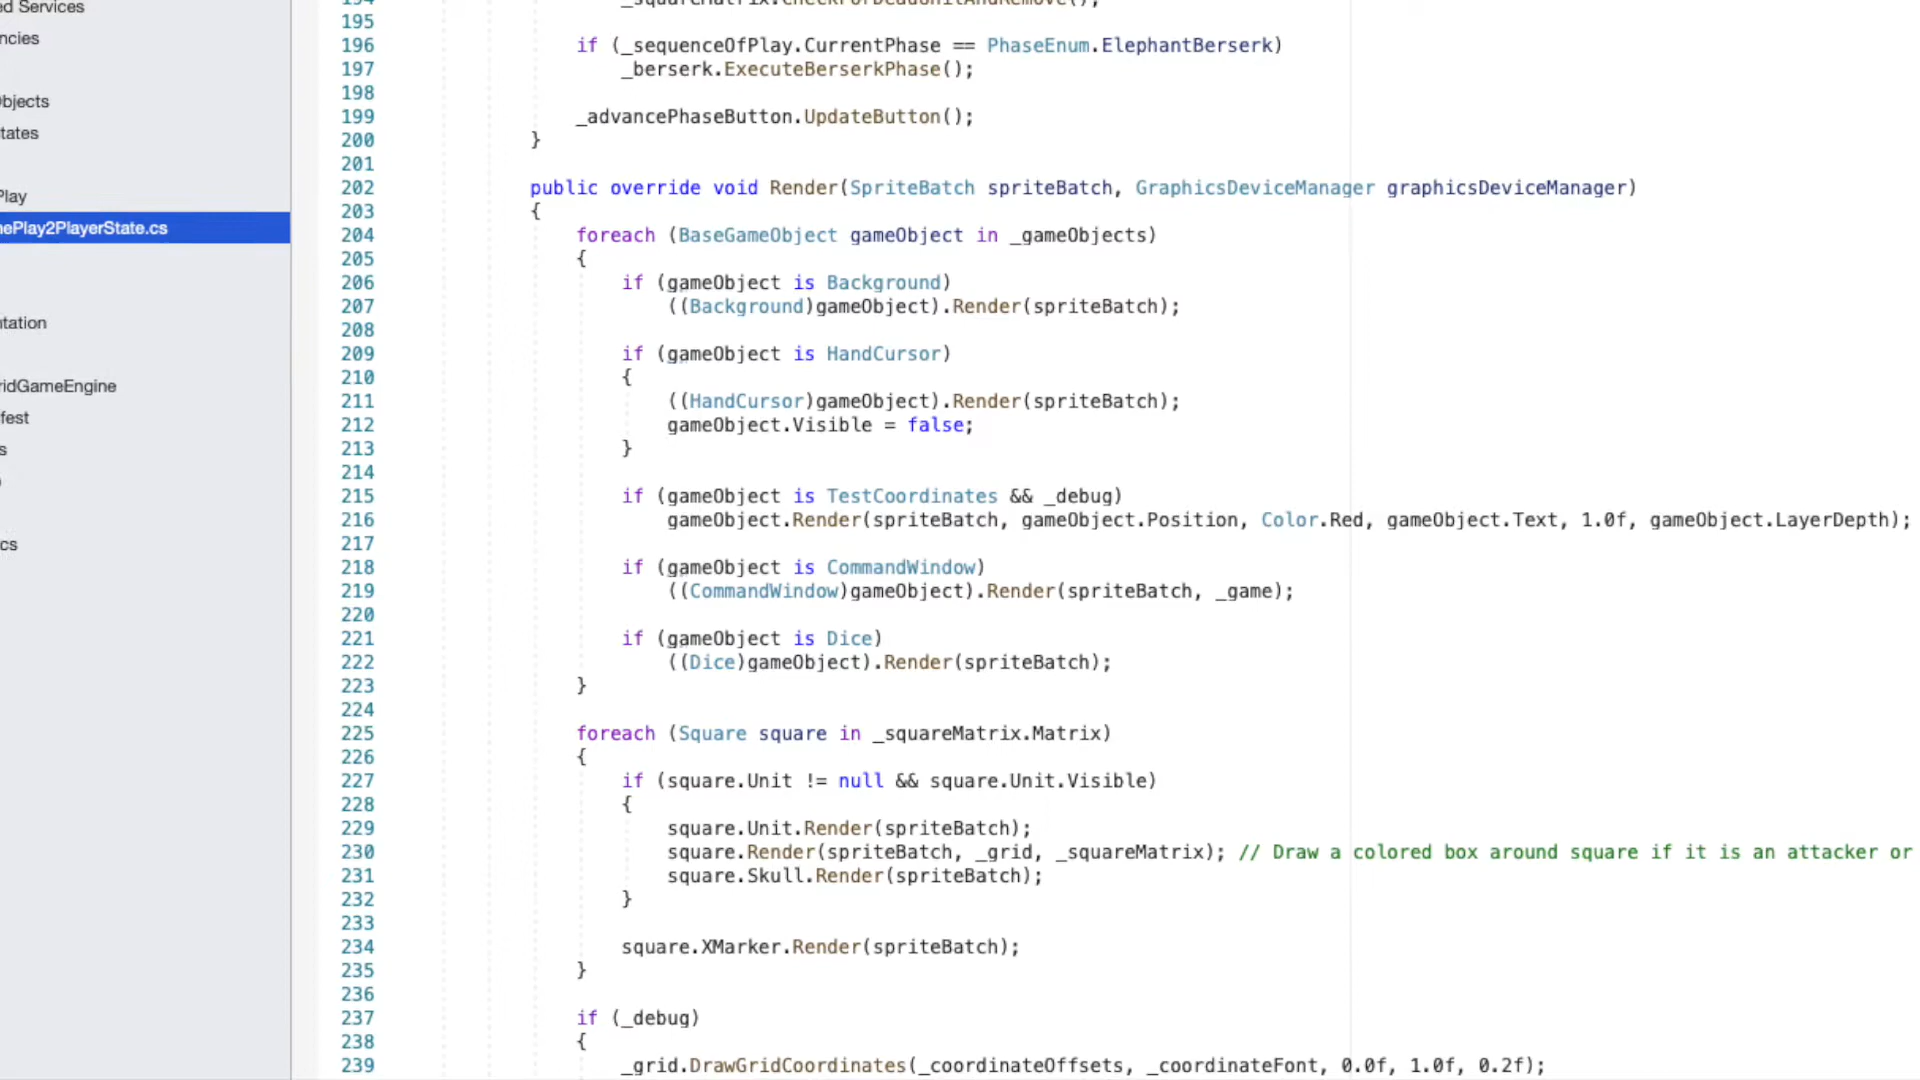 ed Services
ncies
Objects
tates
Play
ePlay2PlayerState.cs
tation
ridGameEngine
fest
s
cs
195
196 if (_sequenceOfPlay.CurrentPhase == PhaseEnum.ElephantBerserk)
197 _berserk.ExecuteBerserkPhase();
198
199 _advancePhaseButton.UpdateButton();
200 }
201
202 public override void Render(SpriteBatch spriteBatch, GraphicsDeviceManager graphicsDeviceManager)
203 {
204 foreach (BaseGameObject gameObject in _gameObjects)
205 {
206 if (gameObject is Background)
207 ((Background)gameObject).Render(spriteBatch);
208
209 if (gameObject is HandCursor)
210 {
211 ((HandCursor)gameObject).Render(spriteBatch);
212 gameObject.Visible = false;
213 }
214
215 if (gameObject is TestCoordinates && _debug)
216 gameObject.Render(spriteBatch, gameObject.Position, Color.Red, gameObject.Text, 1.0f, gameObject.LayerDepth);
217
218 if (gameObject is CommandWindow)
219 ((CommandWindow)gameObject).Render(spriteBatch, _game);
220
221 if (gameObject is Dice)
222 ((Dice)gameObject).Render(spriteBatch);
223 }
224
225 foreach (Square square in _squareMatrix.Matrix)
226 {
227 if (square.Unit != null && square.Unit.Visible)
228 {
229 square.Unit.Render(spriteBatch);
230 square.Render(spriteBatch, _grid, _squareMatrix); // Draw a colored box around square if it is an attacker or
231 square.Skull.Render(spriteBatch);
232 }
233
234 square.XMarker.Render(spriteBatch);
235 }
236
237 if (_debug)
238 {
239 _grid.DrawGridCoordinates(_coordinateOffsets, _coordinateFont, 0.0f, 1.0f, 0.2f);